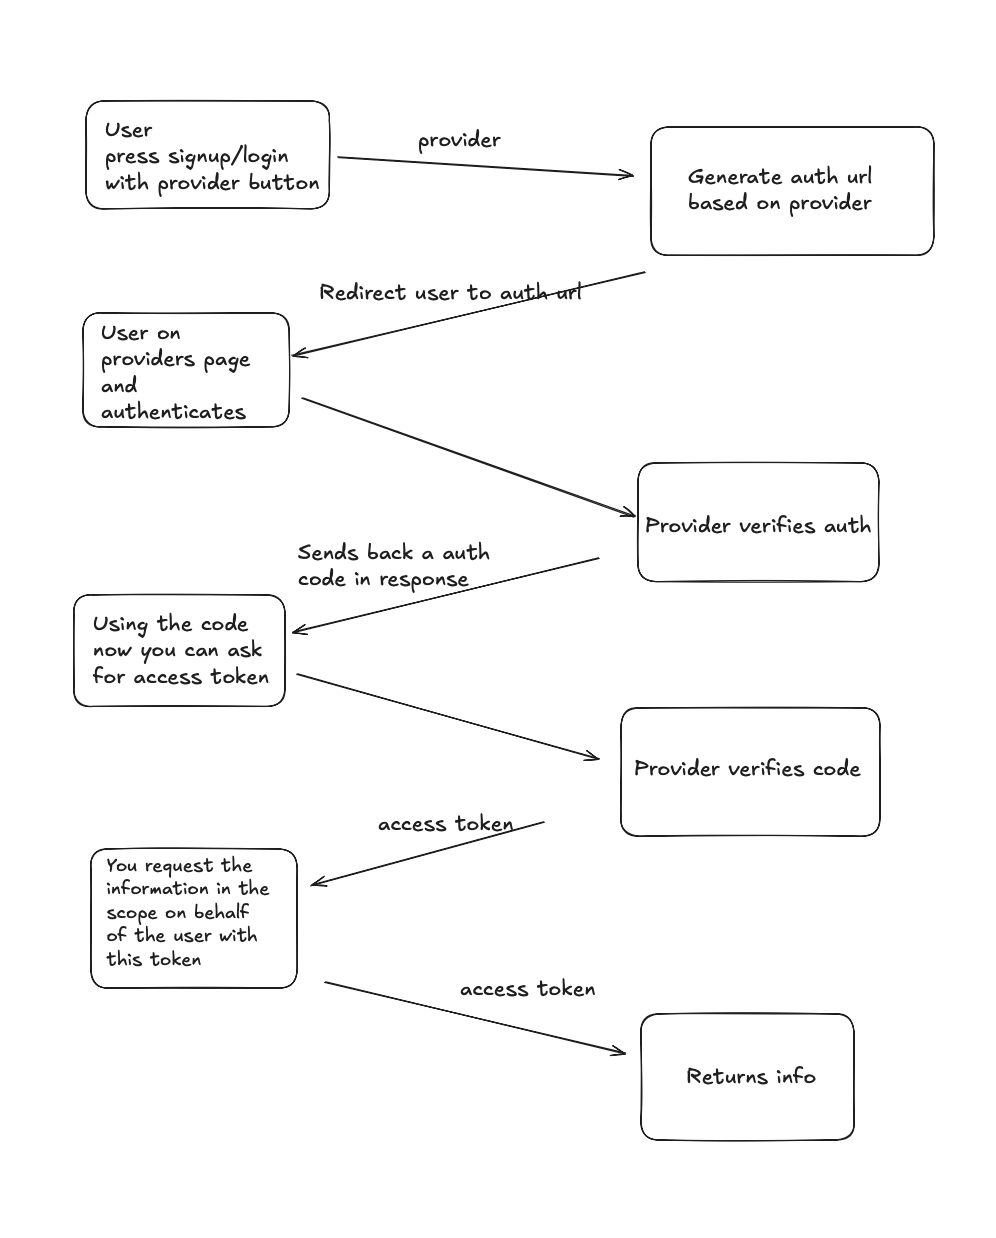 User
press signup/login
with provider button
provider
Generate auth url
based on provider
Redirect user to auth url
User on
providers page
and
authenticates
Provider verifies auth
Sends back a auth
code in response
Using the code
now you can ask
for access token
Provider verifies code
access token
You request the
information in the
scope on behalf
of the user with
this token
access token
Returns info